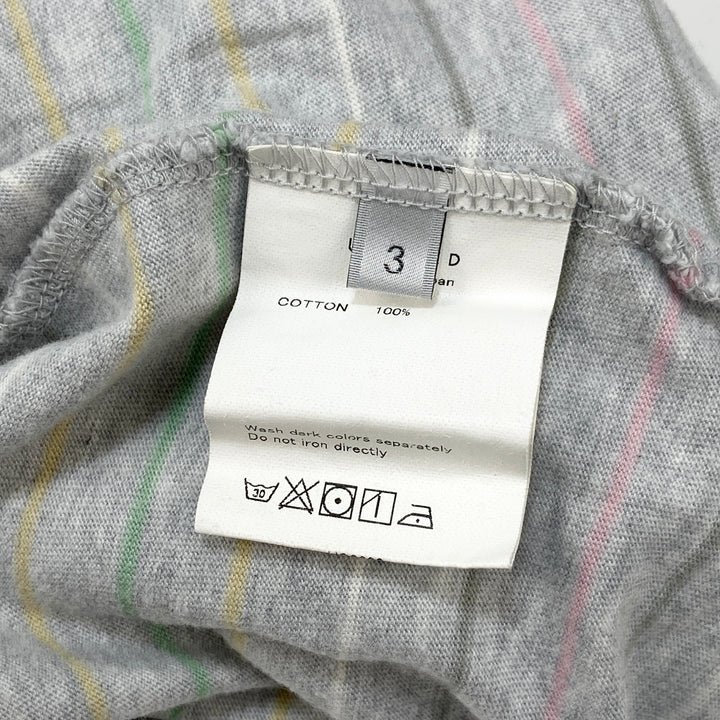 3
D
COTTON 100%
Wash dark colors separately
Do not iron directly
30